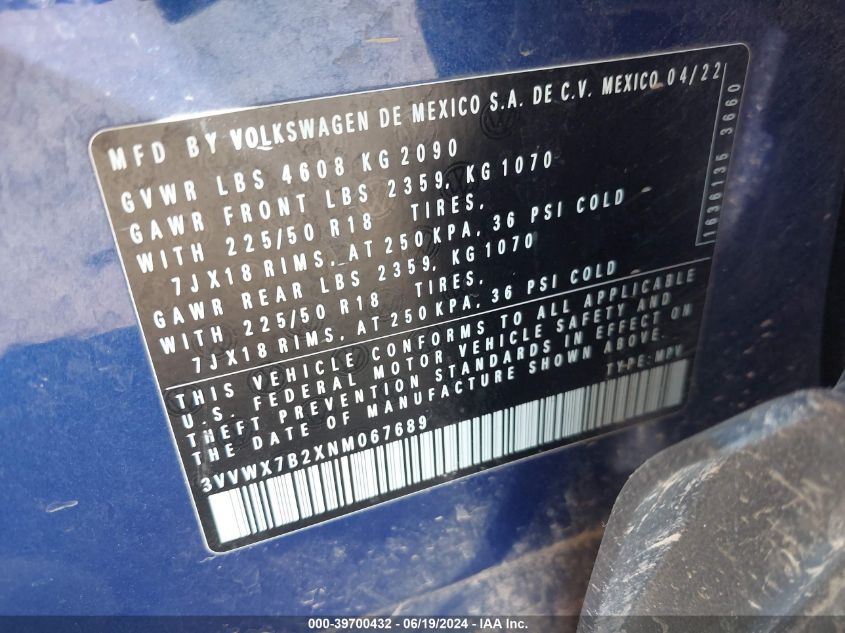 MFD BY VOLKSWAGEN DE MEXICO S.A. DE C.V. MEXICO 04/22
GVWR LBS 4608 KG 2090
GAWR FRONT LBS 2359, KG 1070
WITH 225/50 R18 TIRES,
7JX18 RIMS, AT 250 KPA, 36 PSI COLD
GAWR REAR LBS 2359, KG 1070
WITH 225/50 R18 TIRES,
7JX18 RIMS, AT 250 KPA, 36 PSI COLD
THIS VEHICLE CONFORMS TO ALL APPLICABLE
U.S. FEDERAL MOTOR VEHICLE SAFETY AND
THEFT PREVENTION STANDARDS IN EFFECT ON
THE DATE OF MANUFACTURE SHOWN ABOVE.
TYPE: MPV
3VVWX7B2XNM067689
1636135 3660
000-39700432 - 06/19/2024 - IAA Inc.